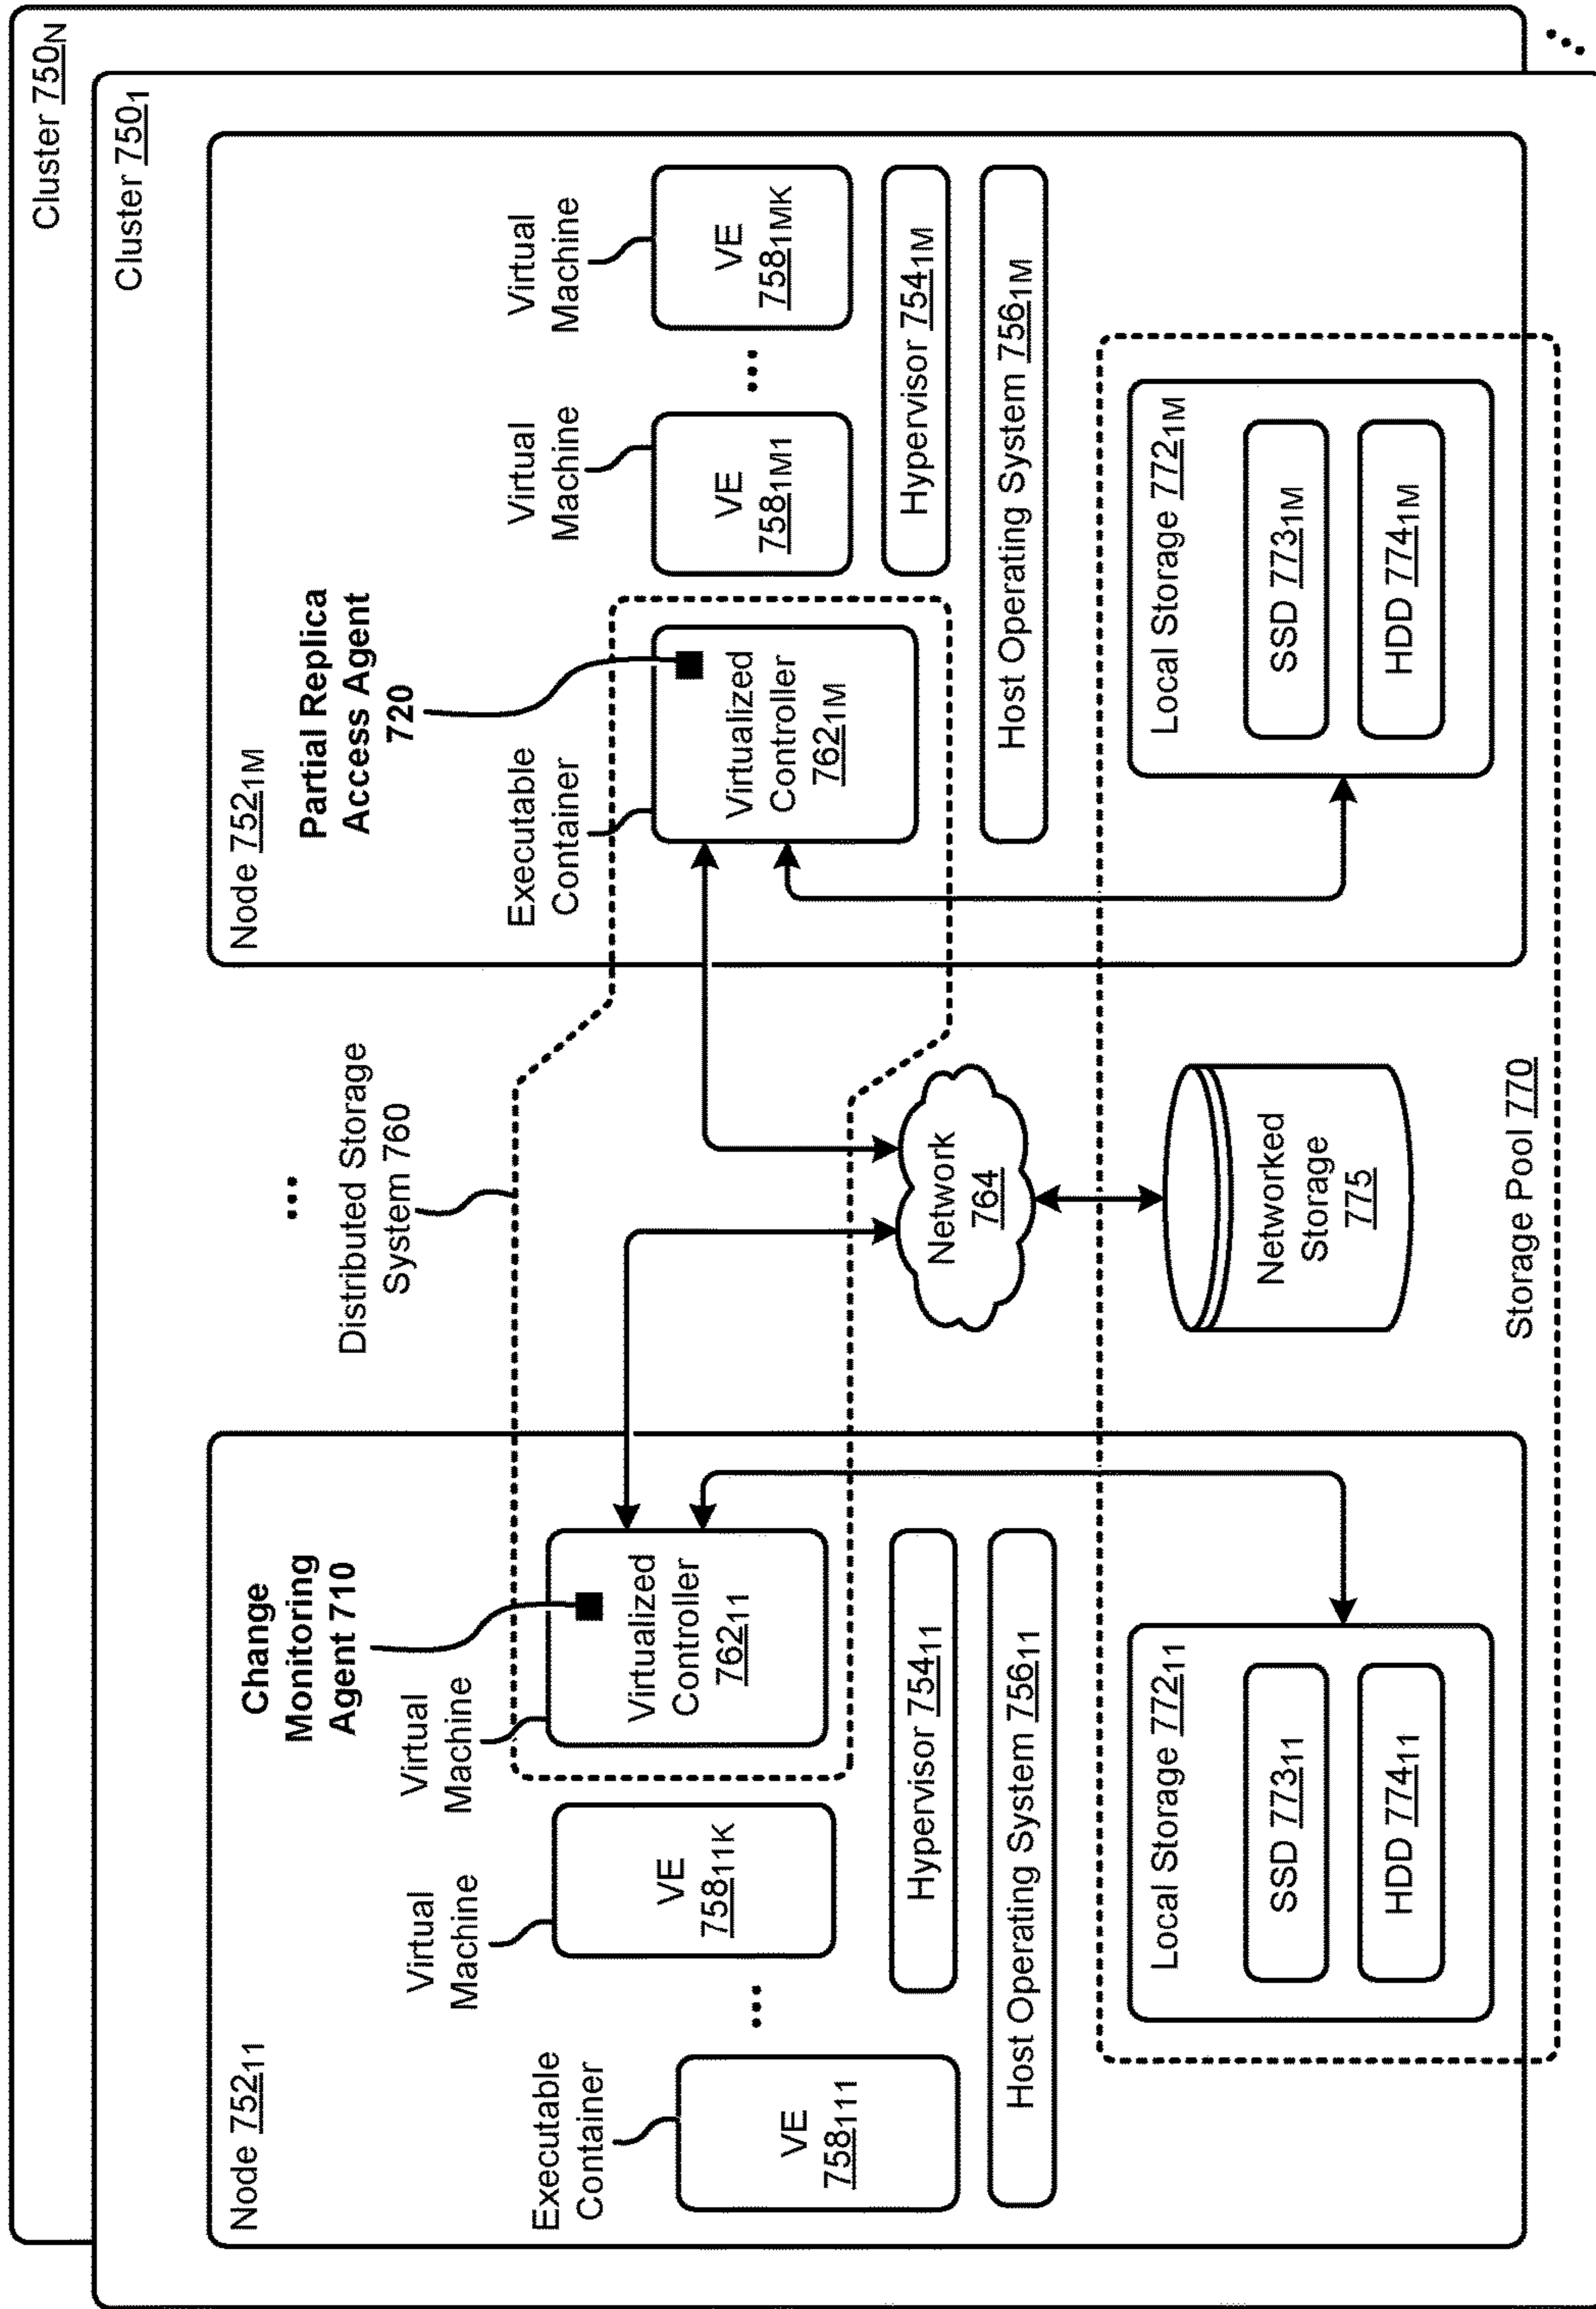 Cluster 750N
Cluster 7501
Node 75211
Change
Monitoring
Agent 710
Executable
Container
VE
758111
...
Virtual
Machine
VE
75811K
Virtual
Machine
Virtualized
Controller
76211
Hypervisor 75411
Host Operating System 75611
Local Storage 77211
SSD 77311
HDD 77411
...
Distributed Storage
System 760
Network
764
Networked
Storage
775
Storage Pool 770
Node 7521M
Partial Replica
Access Agent
720
Executable
Container
Virtualized
Controller
7621M
Virtual
Machine
VE
7581M1
...
Virtual
Machine
VE
7581MK
Hypervisor 7541M
Host Operating System 7561M
Local Storage 7721M
SSD 7731M
HDD 7741M
...